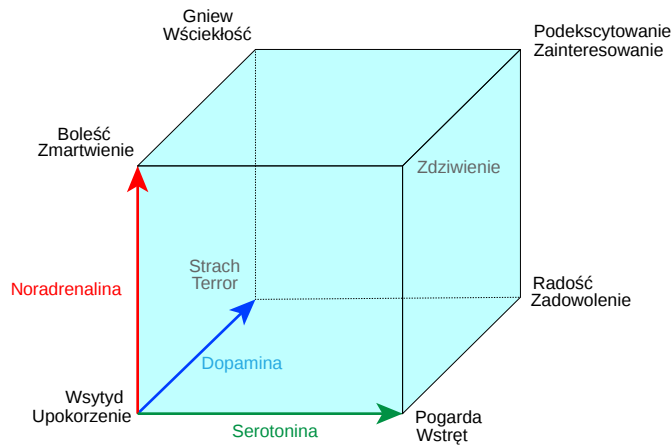 Gniew
Wściekłość
Podekscytowanie
Zainteresowanie
Boleść
Zmartwienie
Zdziwienie
Strach
Terror
Noradrenalina
Radość
Zadowolenie
Dopamina
Wsytyd
Upokorzenie
Serotonina
Pogarda
Wstręt